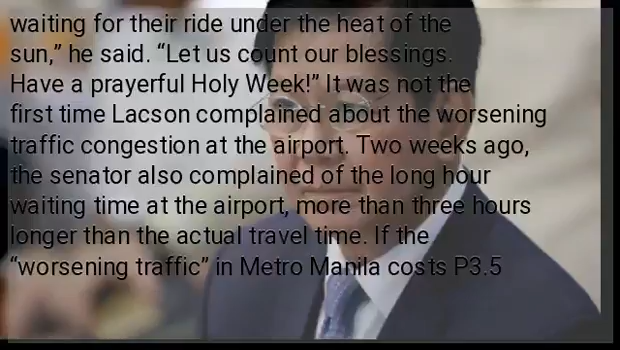 waiting for their ride under the heat of the
sun,” he said. “Let us count our blessings.
Have a prayerful Holy Week!” It was not the
first time Lacson complained about the worsening
traffic congestion at the airport. Two weeks ago,
the senator also complained of the long hour
waiting time at the airport, more than three hours
longer than the actual travel time. If the
“worsening traffic” in Metro Manila costs P3.5